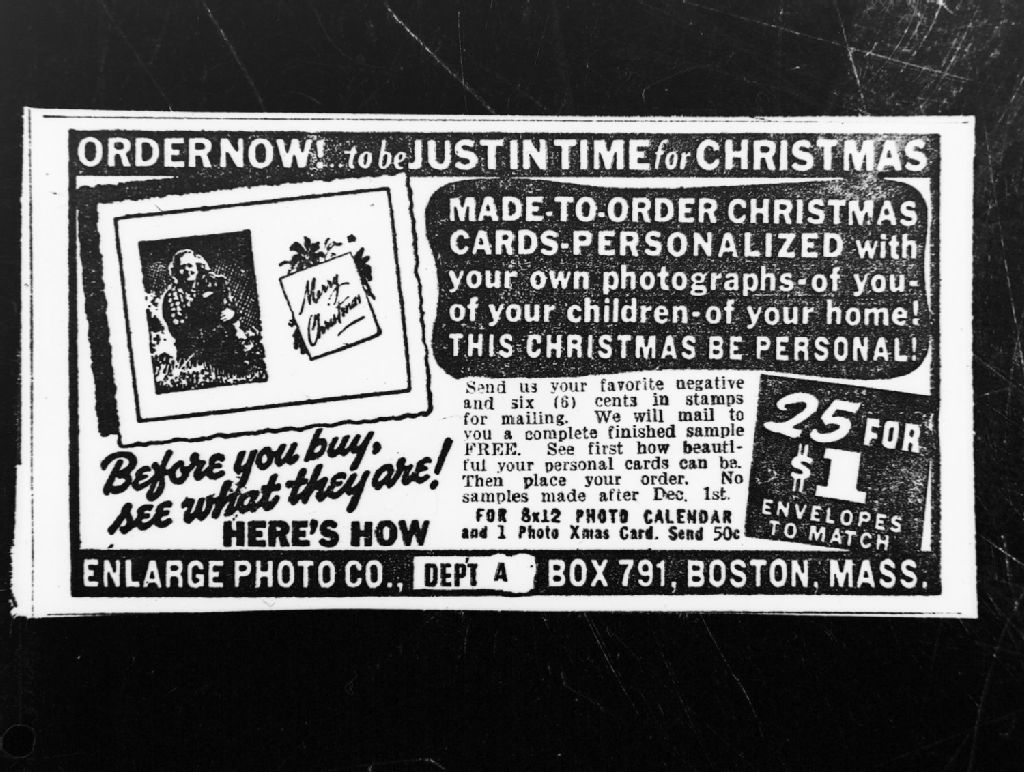 ORDER NOW!...to be JUST IN TIME for CHRISTMAS
Merry
Christmas
MADE-TO-ORDER CHRISTMAS
CARDS-PERSONALIZED with
your own photographs-of you-
of your children-of your home!
THIS CHRISTMAS BE PERSONAL!
Before you buy,
see what they are!
HERE'S HOW
Send us your favorite negative
and six (6) cents in stamps
for mailing. We will mail to
you a complete finished sample
FREE. See first how beauti-
ful your personal cards can be.
Then place your order. No
samples made after Dec. 1st.
FOR 8x12 PHOTO CALENDAR
and 1 Photo Xmas Card. Send 50c
25 FOR
$1
ENVELOPES
TO MATCH
ENLARGE PHOTO CO., DEPT A BOX 791, BOSTON, MASS.